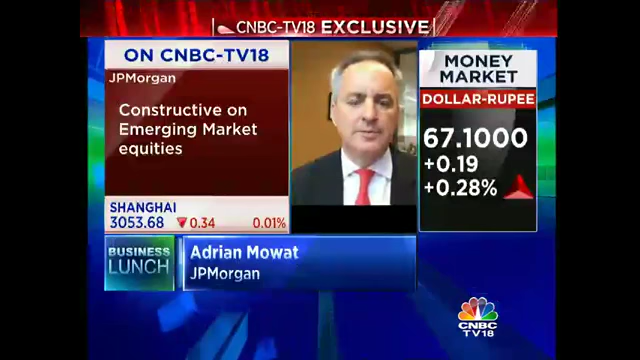 CNBC-TV18 EXCLUSIVE
ON CNBC-TV18
JPMorgan
Constructive on
Emerging Market
equities
MONEY
MARKET
DOLLAR-RUPEE
67.1000
+0.19
+0.28%
SHANGHAI
3053.68 0.34 0.01%
BUSINESS
LUNCH
Adrian Mowat
JPMorgan
CNBC
TV18